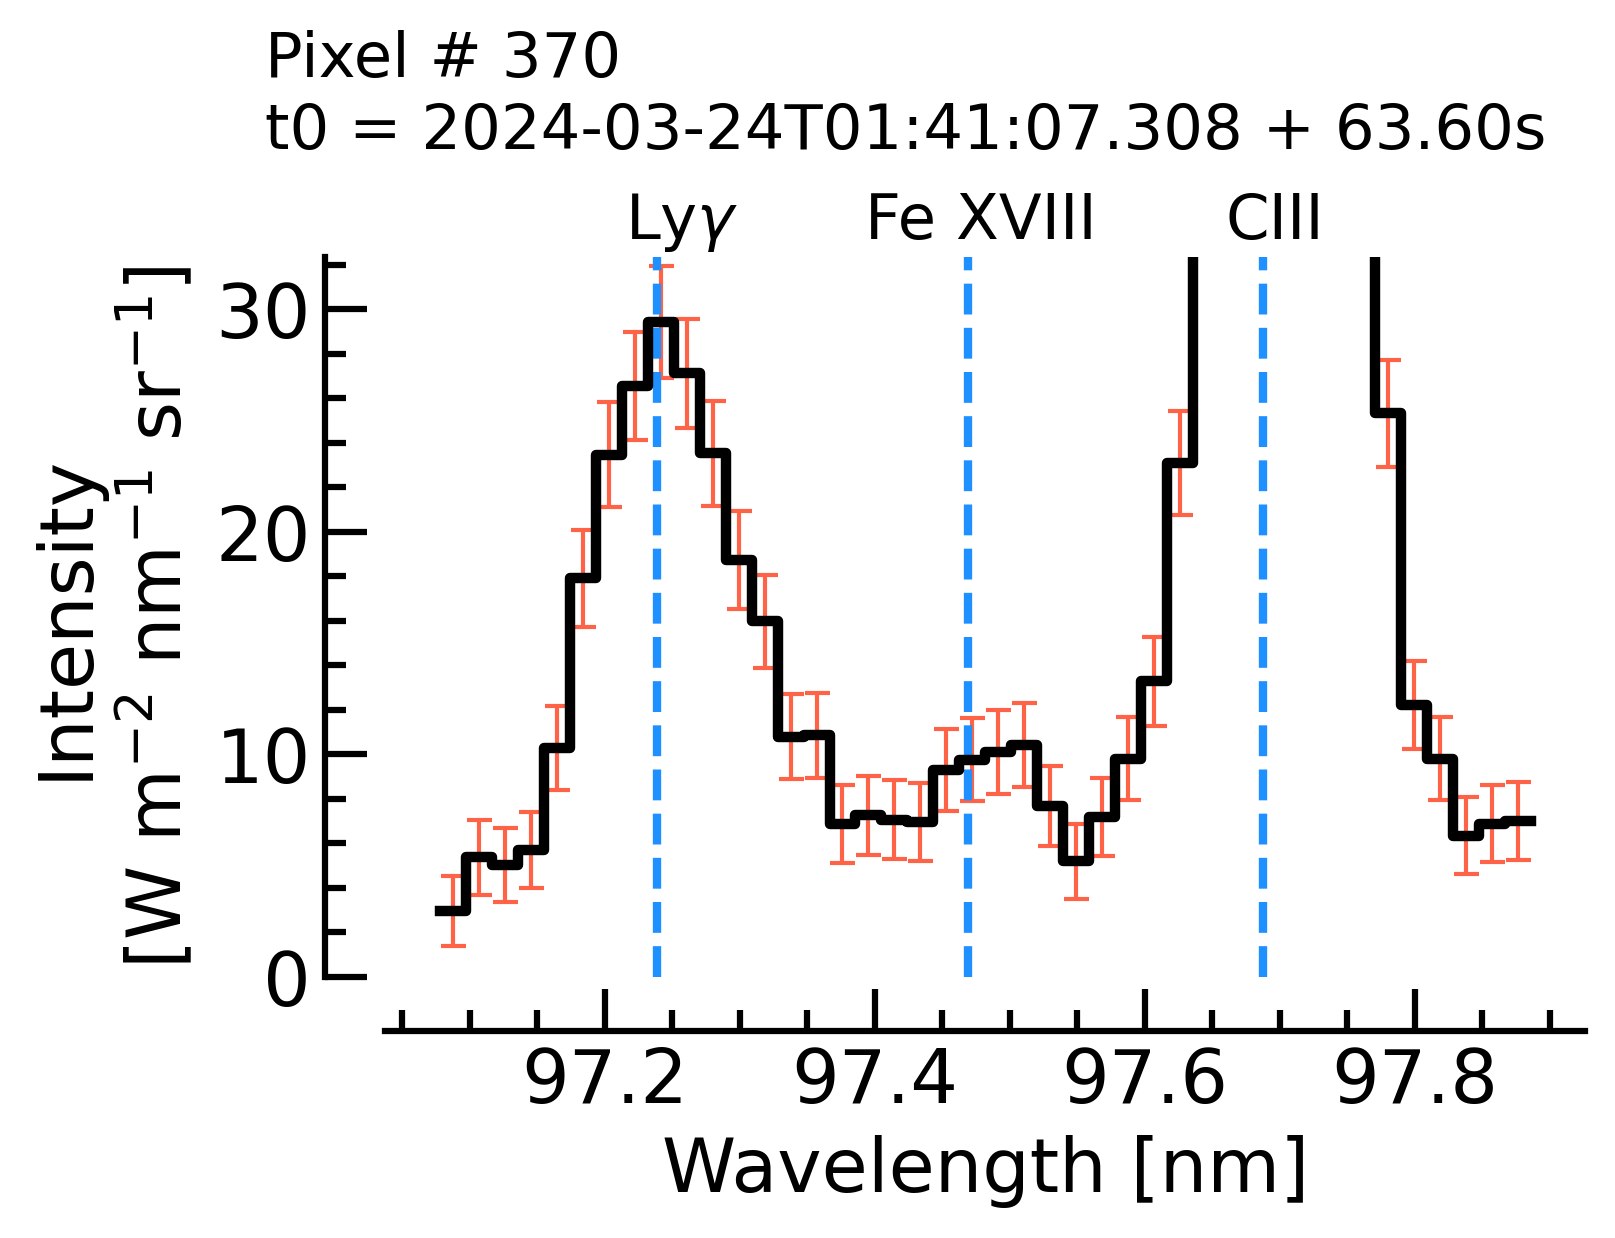 Pixel # 370
t0 = 2024-03-24T01:41:07.308 + 63.60s
Lyγ Fe XVIII CIII
Intensity
[W m⁻² nm⁻¹ sr⁻¹]
30
20
10
0
97.2 97.4 97.6 97.8
Wavelength [nm]